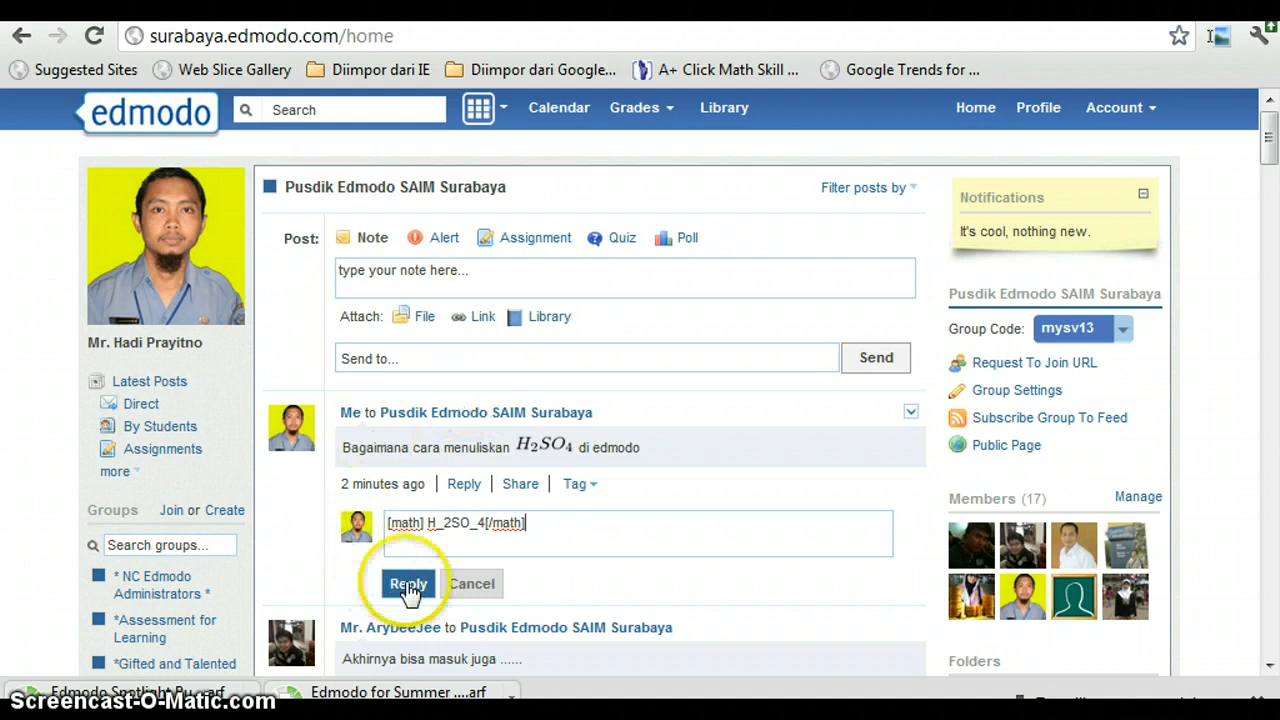 surabaya.edmodo.com/home
Suggested Sites Web Slice Gallery Diimpor dari IE Diimpor dari Google... A+ Click Math Skill ... Google Trends for ...
edmodo Search Calendar Grades Library Home Profile Account
Pusdik Edmodo SAIM Surabaya Filter posts by
Post: Note Alert Assignment Quiz Poll
type your note here...
Attach: File Link Library
Send to... Send
Mr. Hadi Prayitno
Latest Posts
Direct
By Students
Assignments
more
Groups Join or Create
Search groups...
* NC Edmodo
Administrators *
*Assessment for
Learning
*Gifted and Talented
Me to Pusdik Edmodo SAIM Surabaya
Bagaimana cara menuliskan H₂SO₄ di edmodo
2 minutes ago Reply Share Tag
[math] H_2SO_4[/math]
Reply Cancel
Mr. AryDeeJee to Pusdik Edmodo SAIM Surabaya
Akhirnya bisa masuk juga ......
Notifications
It's cool, nothing new.
Pusdik Edmodo SAIM Surabaya
Group Code: mysv13
Request To Join URL
Group Settings
Subscribe Group To Feed
Public Page
Members (17) Manage
Folders
Edmodo for Summer ....arf
Screencast-O-Matic.com